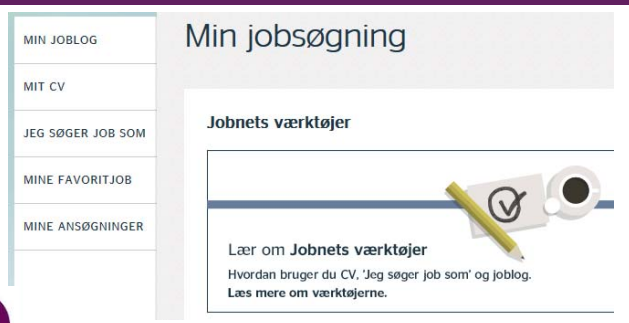 MIN JOBLOG
MIT CV
JEG SØGER JOB SOM
MINE FAVORITJOB
MINE ANSØGNINGER
Min jobsøgning
Jobnets værktøjer
Lær om Jobnets værktøjer
Hvordan bruger du CV, 'Jeg søger job som' og joblog.
Læs mere om værktøjerne.